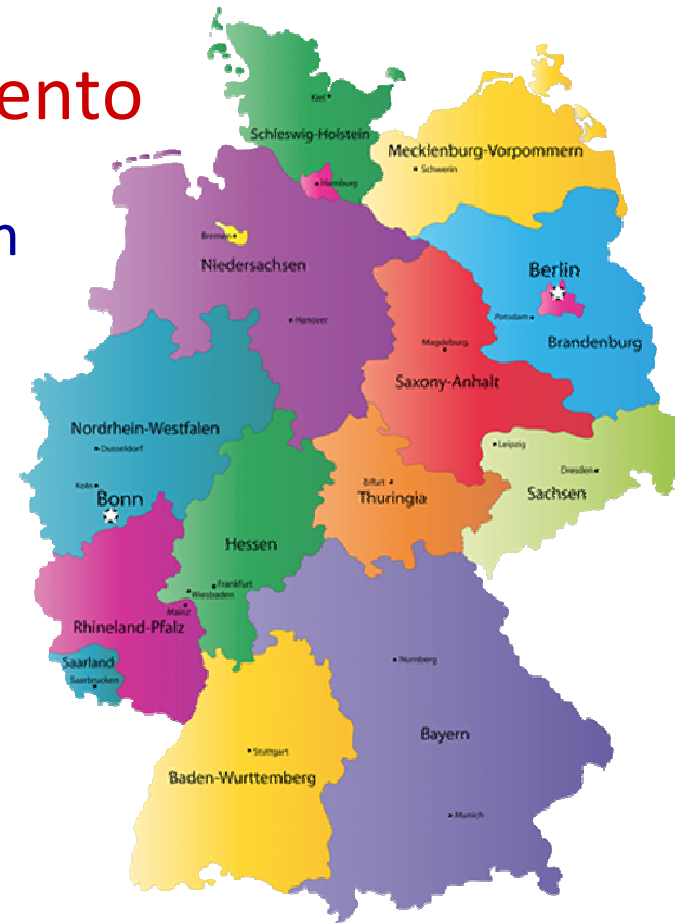 ento
n
Kiel
Schleswig-Holstein
Mecklenburg-Vorpommern
Schwerin
Hamburg
Bremen
Niedersachsen
Berlin
Hanover
Potsdam
Magdeburg
Brandenburg
Saxony-Anhalt
Nordrhein-Westfalen
Dusseldorf
Leipzig
Dresden
Koln
Erfurt
Sachsen
Bonn
Thuringia
Hessen
Frankfurt
Wiesbaden
Mainz
Rhineland-Pfalz
Saarland
Nurnberg
Saarbrucken
Bayern
Stuttgart
Baden-Wurttemberg
Munich